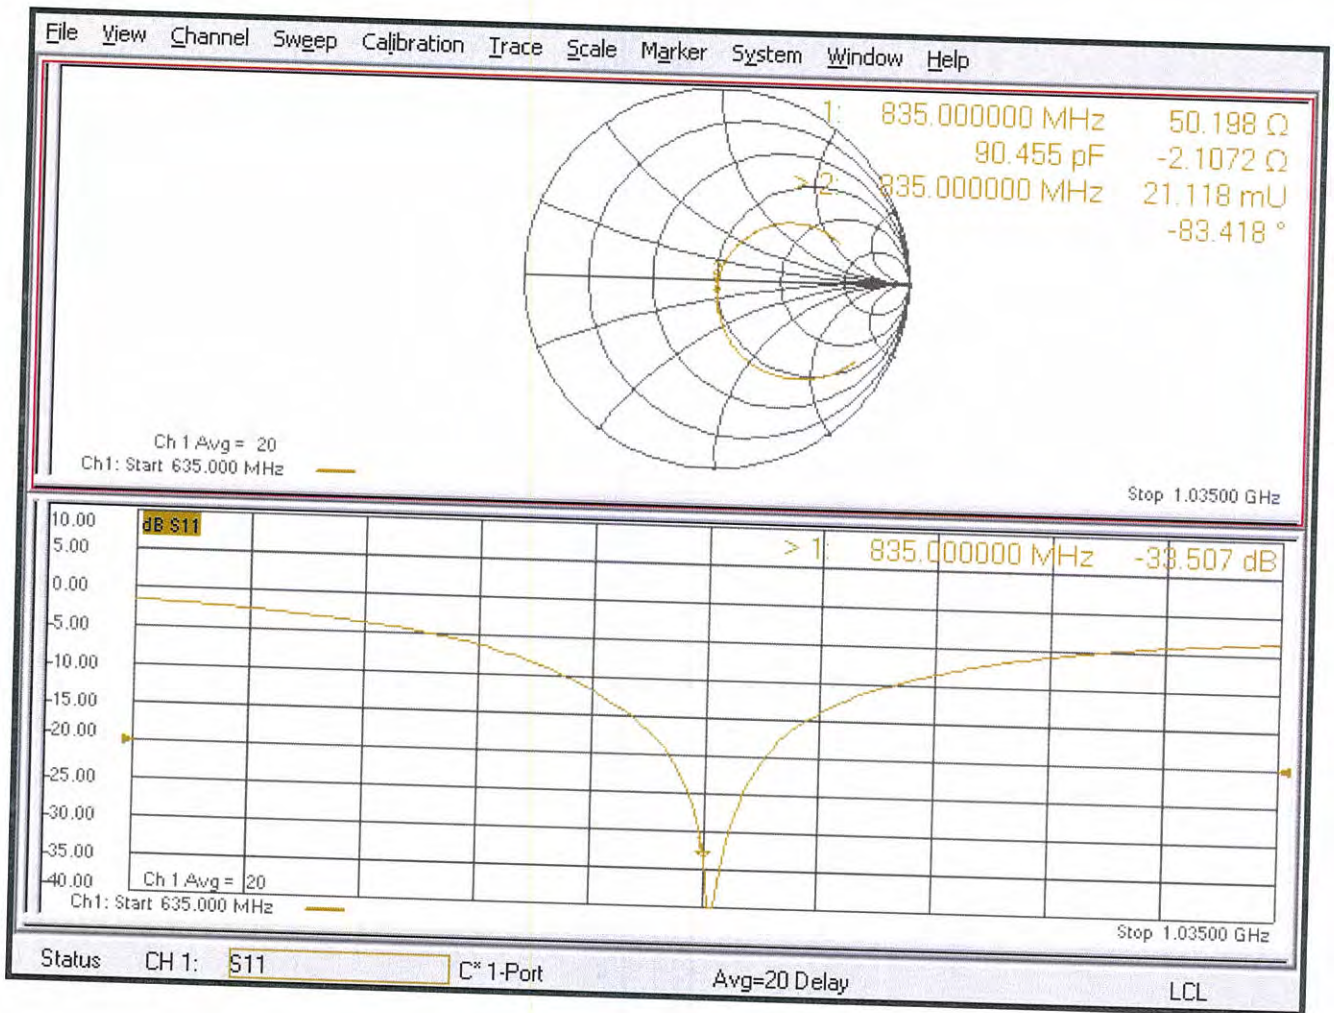 File View Channel Sweep Calibration Trace Scale Marker System Window Help
1: 835.000000 MHz 50.198 Ω
90.455 pF -2.1072 Ω
> 2: 835.000000 MHz 21.118 mU
-83.418 °
Ch 1 Avg = 20
Ch1: Start 635.000 MHz
Stop 1.03500 GHz
10.00
dB S11
> 1: 835.000000 MHz -33.507 dB
5.00
0.00
-5.00
-10.00
-15.00
-20.00
-25.00
-30.00
-35.00
-40.00
Ch 1 Avg = 20
Ch1: Start 635.000 MHz
Stop 1.03500 GHz
Status CH 1: S11 C* 1-Port Avg=20 Delay LCL